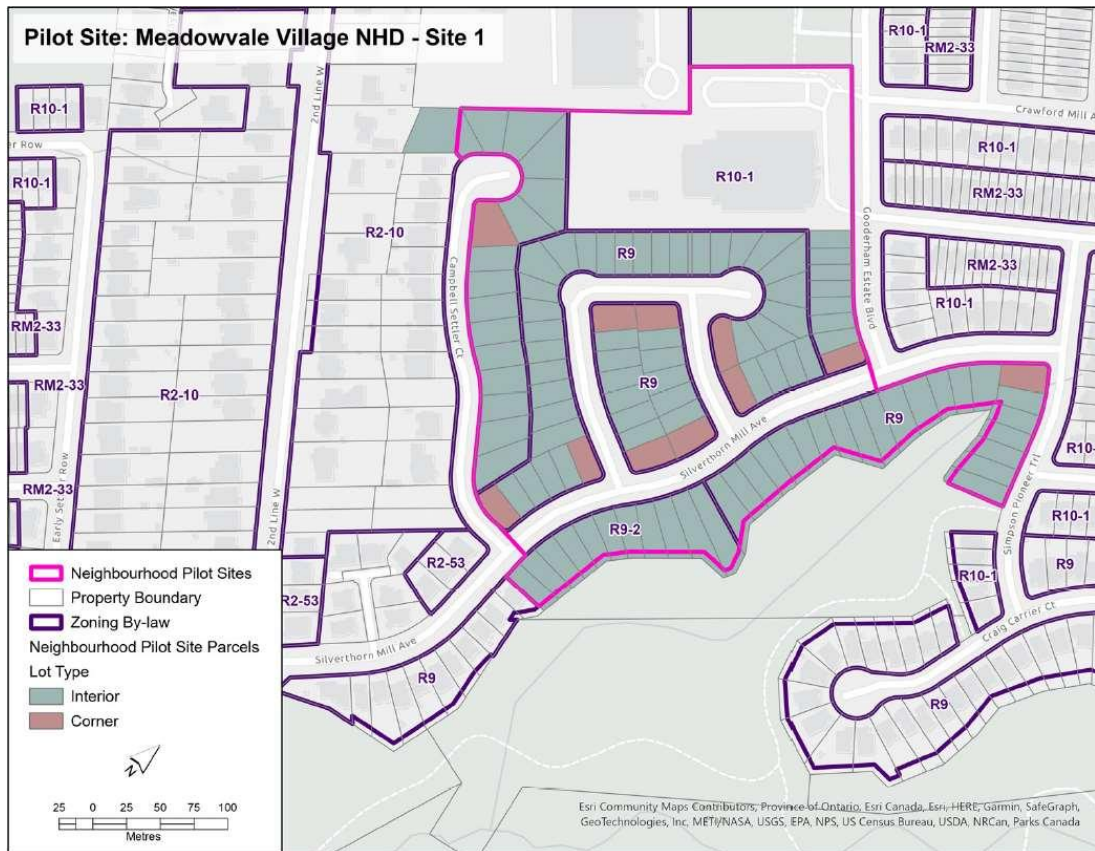 Pilot Site: Meadowvale Village NHD - Site 1
R10-1
RM2-33
Crawford Mill A
R10-1
2nd Line W
R10-1
R10-1
RM2-33
er Row
R10-1
R2-10
R9
Campbell Settler Ct
Gooderham Estate Blvd
RM2-33
R10-1
RM2-33
RM2-33
R2-10
R9
R9
Silverthorn Mill Ave
R10-
RM2-33
Early Settler Row
2nd Line W
Simpson Pioneer Trl
R9-2
R10-1
R2-53
R10-1
R9
R2-53
Craig Carrier Ct
Silverthorn Mill Ave
R9
R9
Neighbourhood Pilot Sites
Property Boundary
Zoning By-law
Neighbourhood Pilot Site Parcels
Lot Type
Interior
Corner
N
25 0 25 50 100
Metres
Esri Community Maps Contributors, Province of Ontario, Esri Canada, Esri, HERE, Garmin, SafeGraph,
GeoTechnologies, Inc, METI/NASA, USGS, EPA, NPS, US Census Bureau, USDA, NRCan, Parks Canada